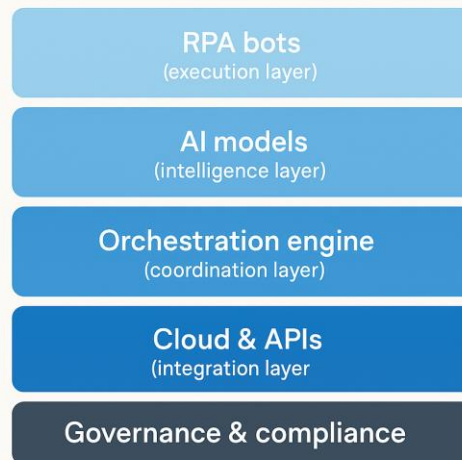 RPA bots
(execution layer)
AI models
(intelligence layer)
Orchestration engine
(coordination layer)
Cloud & APIs
(integration layer
Governance & compliance